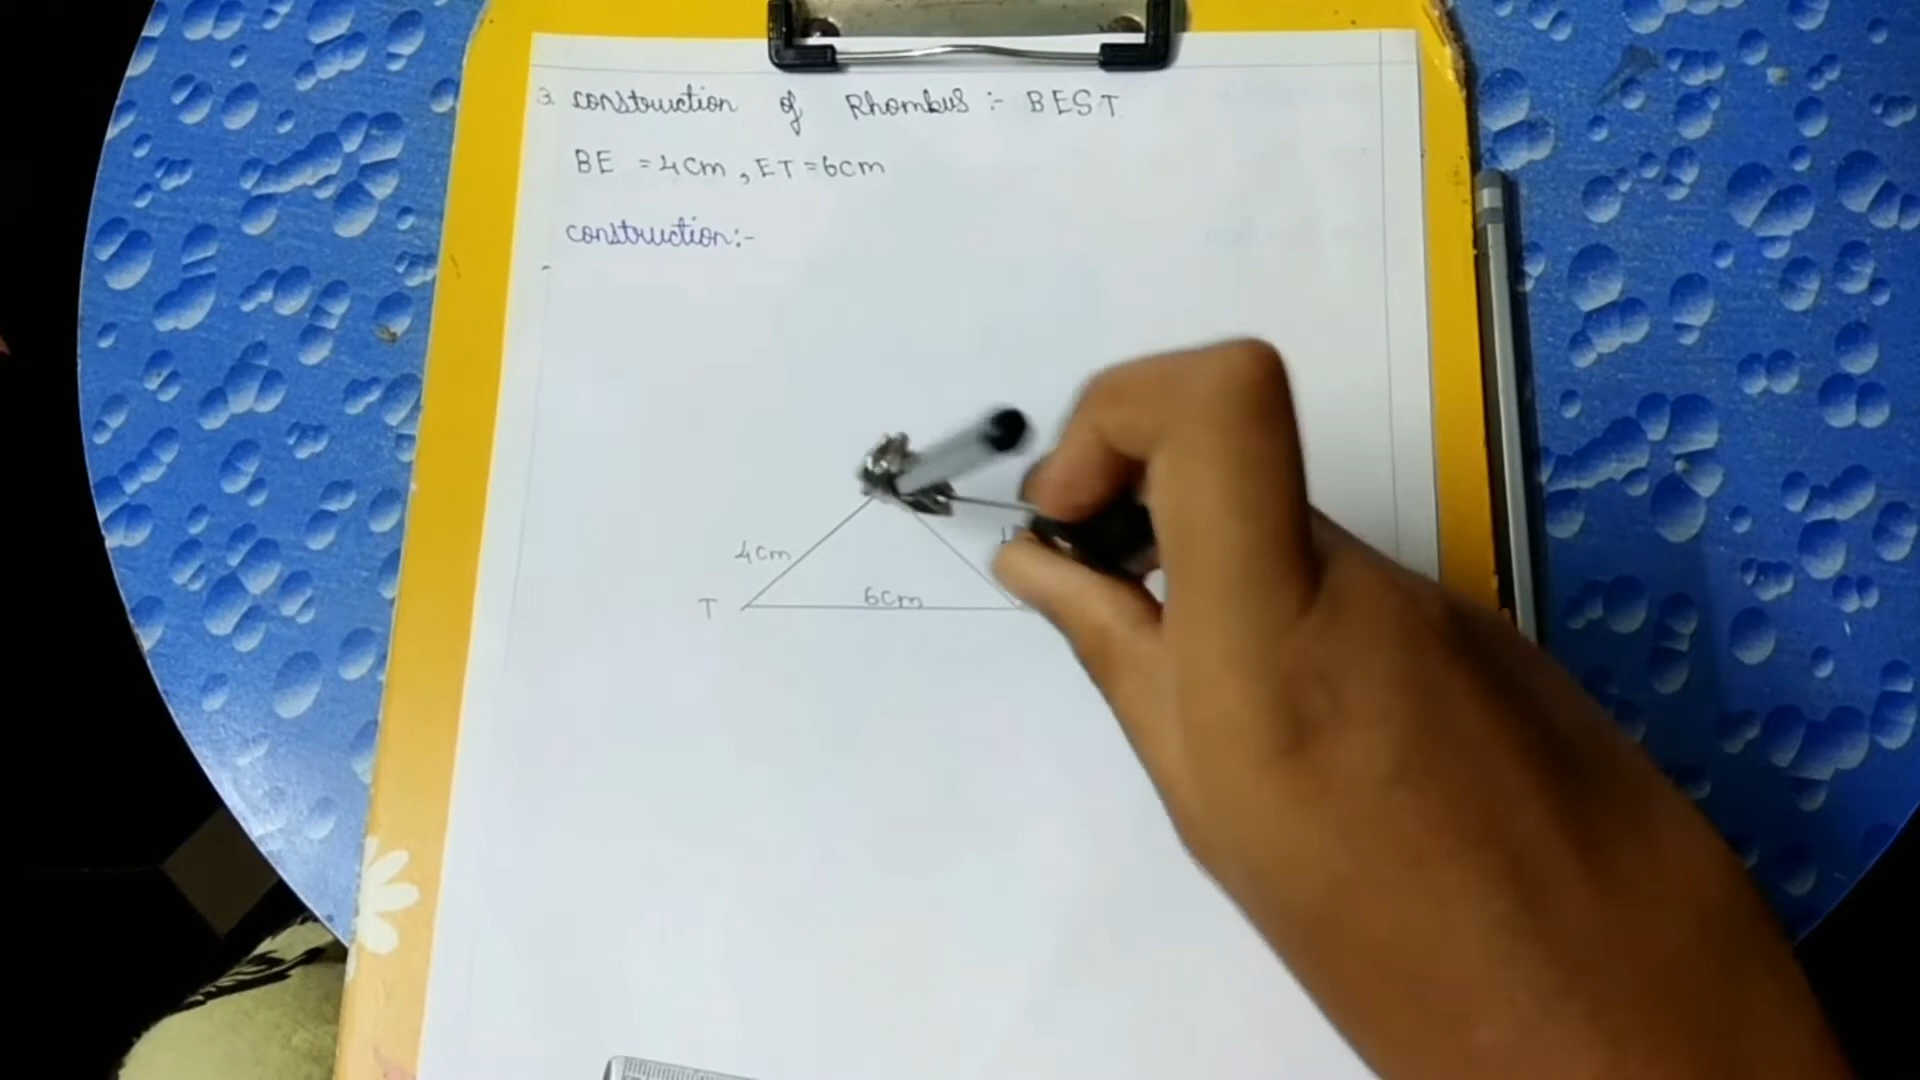 3. construction of Rhombus :- BEST
BE = 4cm, ET = 6cm
construction:-
4cm
6cm
T